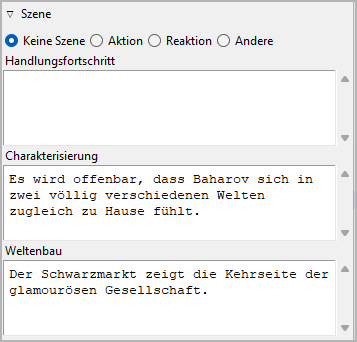 Szene
Keine Szene Aktion Reaktion Andere
Handlungsfortschritt
Charakterisierung
Es wird offenbar, dass Baharov sich in
zwei völlig verschiedenen Welten
zugleich zu Hause fühlt.
Weltenbau
Der Schwarzmarkt zeigt die Kehrseite der
glamourösen Gesellschaft.